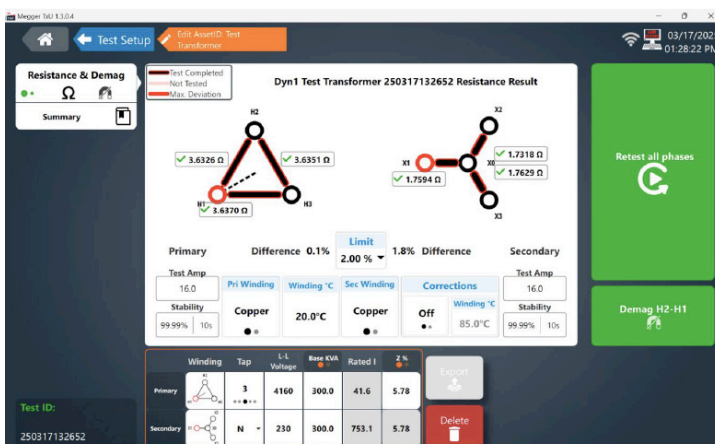 Megger TxU 1.3.0.4
Test Setup
Edit AssetID: Test
Transformer
03/17/202
01:28:22 PM
Resistance & Demag
Ω
Summary
Test Completed
Not Tested
Max. Deviation
Dyn1 Test Transformer 250317132652 Resistance Result
H2
3.6326 Ω
3.6351 Ω
H1
H3
3.6370 Ω
X2
X1
X0
1.7318 Ω
1.7629 Ω
1.7594 Ω
X3
Retest all phases
Primary
Difference 0.1%
Limit
2.00 %
1.8% Difference
Secondary
Test Amp
16.0
Stability
99.99% 10s
Pri Winding
Copper
Winding °C
20.0°C
Sec Winding
Copper
Corrections
Off
Winding °C
85.0°C
Test Amp
16.0
Stability
99.99% 10s
Demag H2-H1
Winding Tap L-L Voltage Base KVA Rated I Z %
Primary 3 4160 300.0 41.6 5.78
Secondary N 230 300.0 753.1 5.78
Export
Delete
Test ID:
250317132652